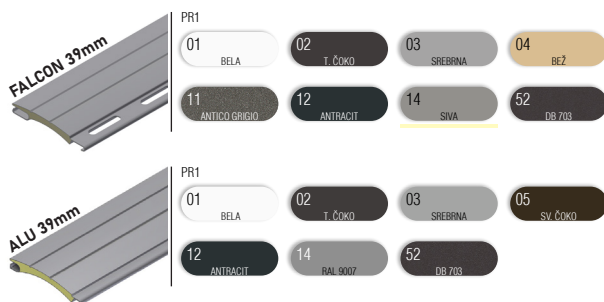 FALCON 39mm
PR1
01 02 03 04
BELA T. ČOKO SREBRNA BEŽ
11 12 14 52
ANTICO GRIGIO ANTRACIT SIVA DB 703
ALU 39mm
PR1
01 02 03 05
BELA T. ČOKO SREBRNA SV. ČOKO
12 14 52
ANTRACIT RAL 9007 DB 703